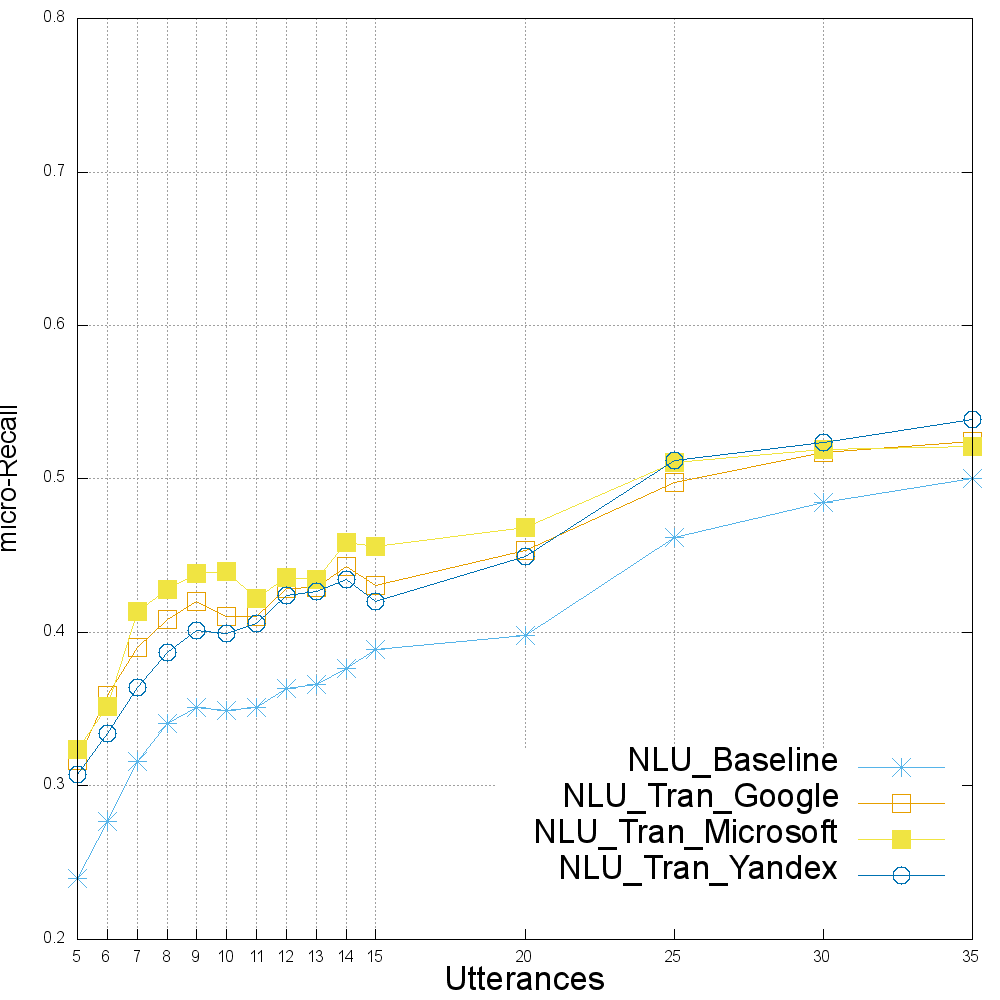 0.8
0.7
0.6
0.5
0.4
0.3
0.2
micro-Recall
NLU_Baseline
NLU_Tran_Google
NLU_Tran_Microsoft
NLU_Tran_Yandex
5 6 7 8 9 10 11 12 13 14 15 20 25 30 35
Utterances